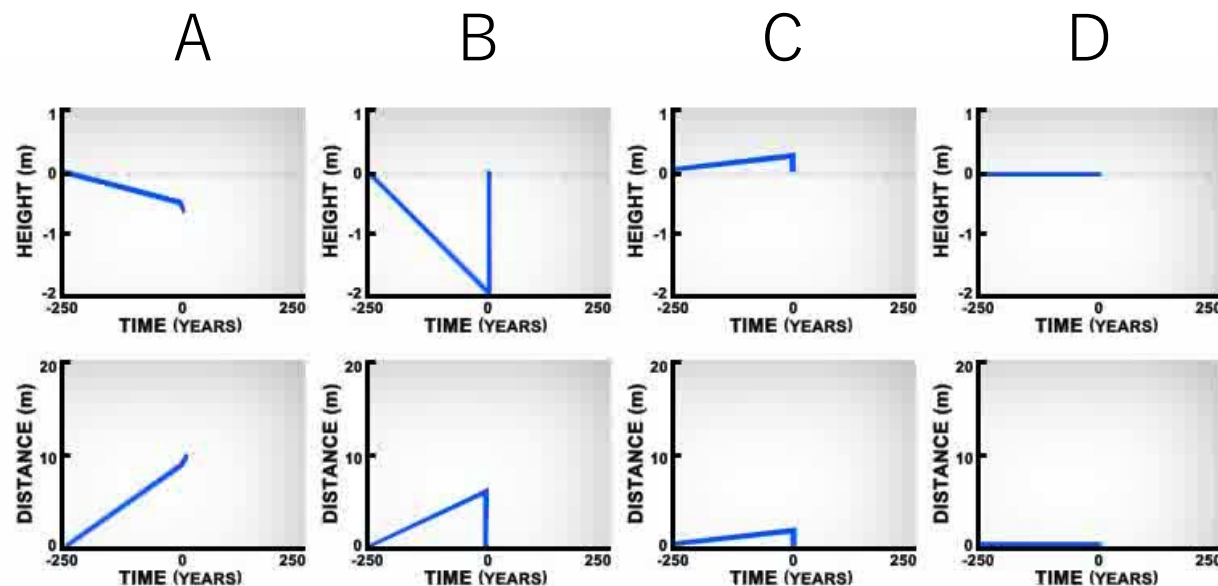 A B C D
1 1 1 1
0 0 0 0
-1 -1 -1 -1
-2 -2 -2 -2
HEIGHT (m) HEIGHT (m) HEIGHT (m) HEIGHT (m)
-250 0 250 -250 0 250 -250 0 250 -250 0 250
TIME (YEARS) TIME (YEARS) TIME (YEARS) TIME (YEARS)
20 20 20 20
10 10 10 10
0 0 0 0
DISTANCE (m) DISTANCE (m) DISTANCE (m) DISTANCE (m)
-250 0 250 -250 0 250 -250 0 250 -250 0 250
TIME (YEARS) TIME (YEARS) TIME (YEARS) TIME (YEARS)